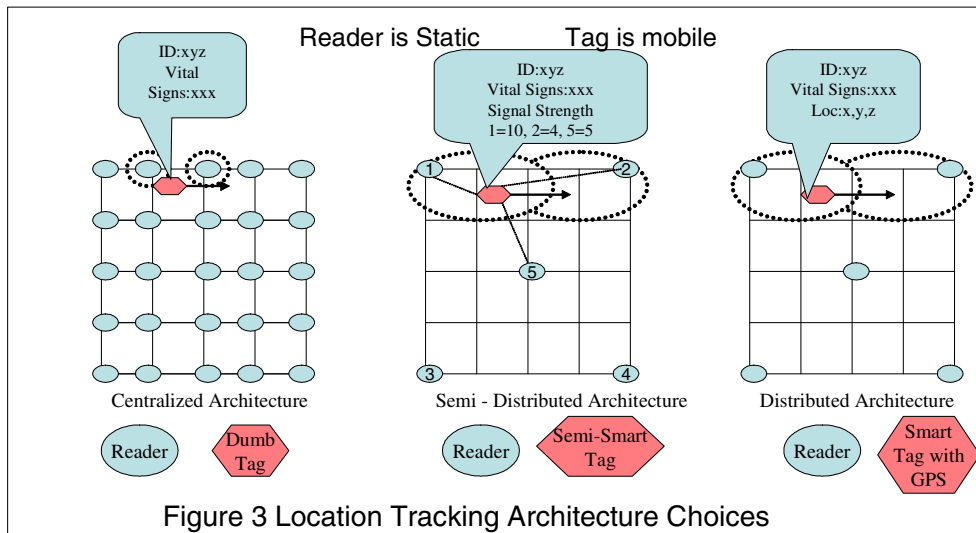 Reader is Static
Tag is mobile
ID:xyz
Vital
Signs:xxx
ID:xyz
Vital Signs:xxx
Signal Strength
1=10, 2=4, 5=5
ID:xyz
Vital Signs:xxx
Loc:x,y,z
1
2
5
3
4
Centralized Architecture
Semi - Distributed Architecture
Distributed Architecture
Reader
Dumb
Tag
Reader
Semi-Smart
Tag
Reader
Smart
Tag with
GPS
Figure 3 Location Tracking Architecture Choices